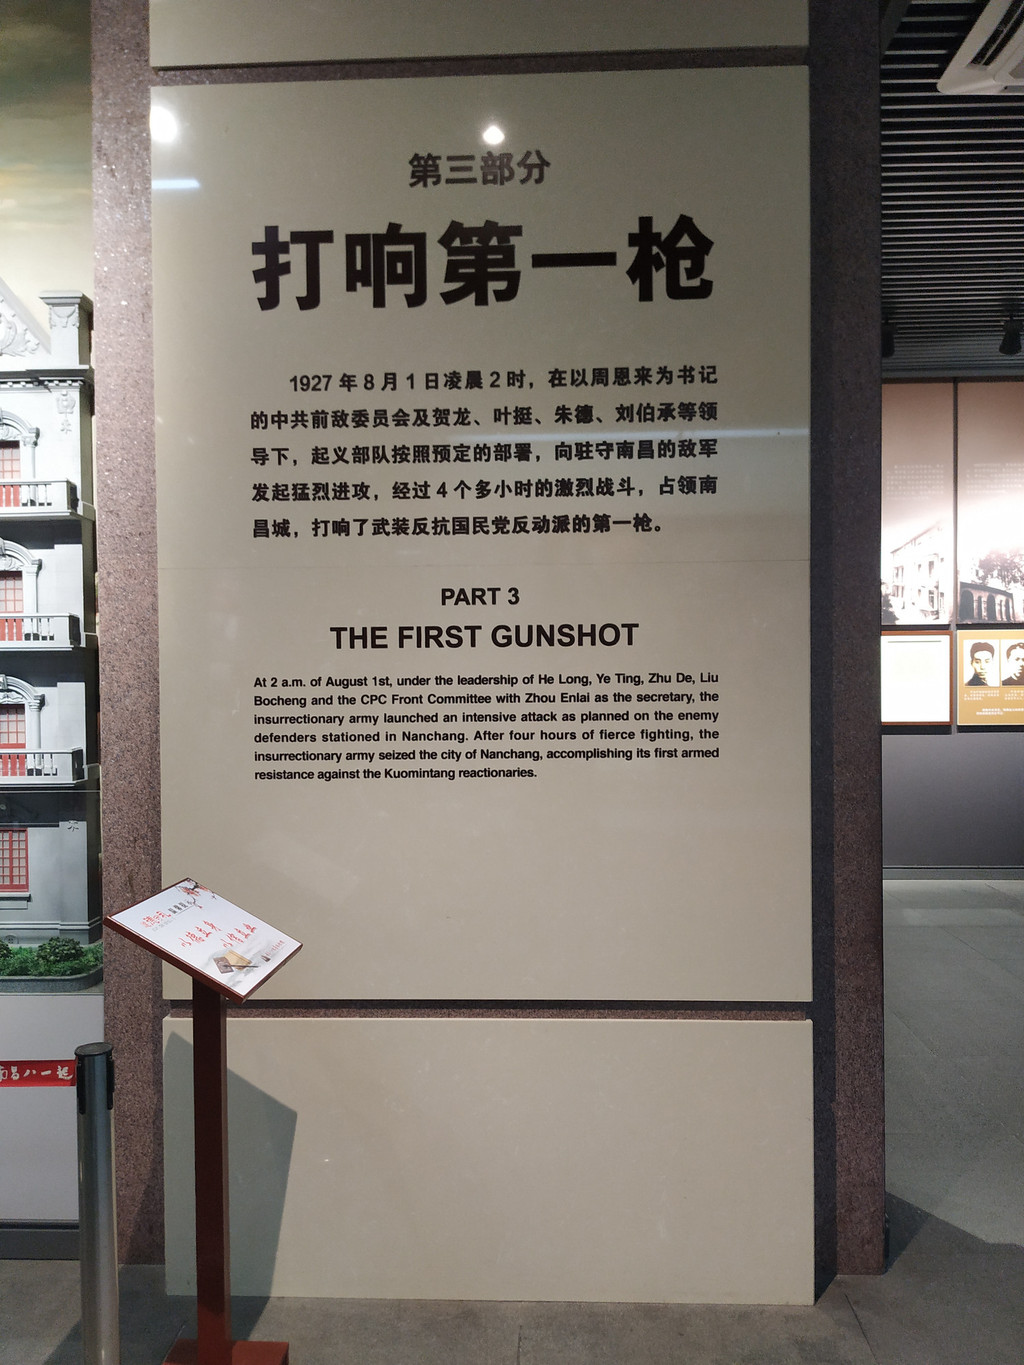 第三部分
打响第一枪
1927年8月1日凌晨2时，在以周恩来为书记
的中共前敌委员会及贺龙、叶挺、朱德、刘伯承等领
导下，起义部队按照预定的部署，向驻守南昌的敌军
发起猛烈进攻，经过4个多小时的激烈战斗，占领南
昌城，打响了武装反抗国民党反动派的第一枪。
PART 3
THE FIRST GUNSHOT
At 2 a.m. of August 1st, under the leadership of He Long, Ye Ting, Zhu De, Liu
Bocheng and the CPC Front Committee with Zhou Enlai as the secretary, the
insurrectionary army launched an intensive attack as planned on the enemy
defenders stationed in Nanchang. After four hours of fierce fighting, the
insurrectionary army seized the city of Nanchang, accomplishing its first armed
resistance against the Kuomintang reactionaries.
南昌八一起